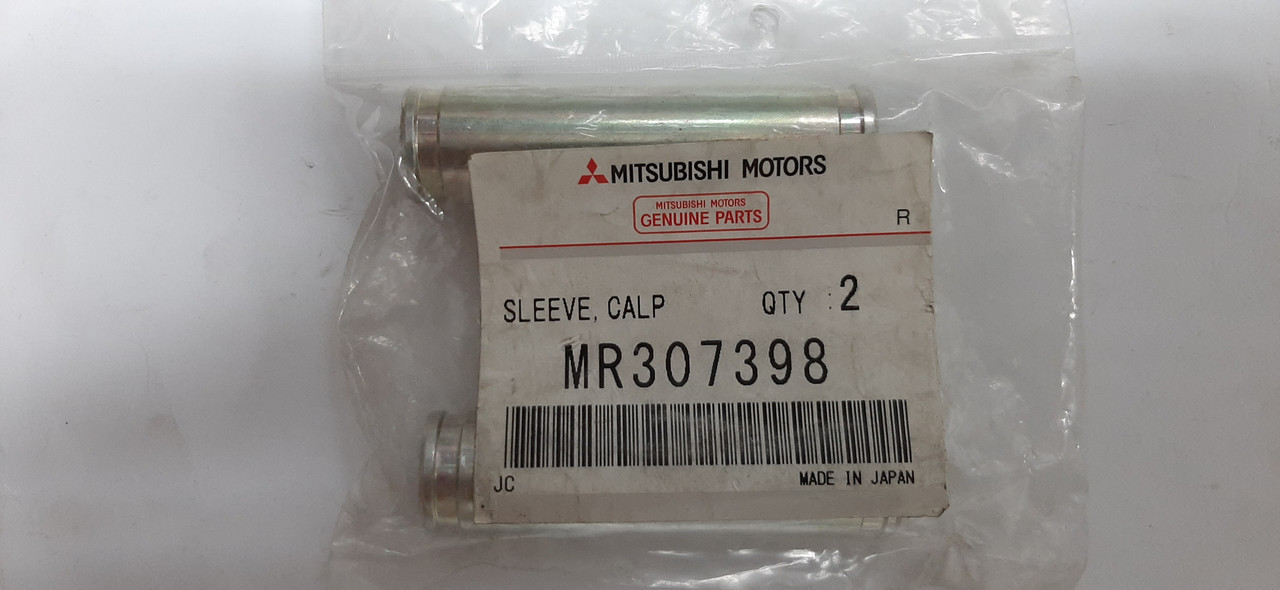 MITSUBISHI MOTORS
MITSUBISHI MOTORS
GENUINE PARTS
R
SLEEVE, CALP QTY : 2
MR307398
JC MADE IN JAPAN